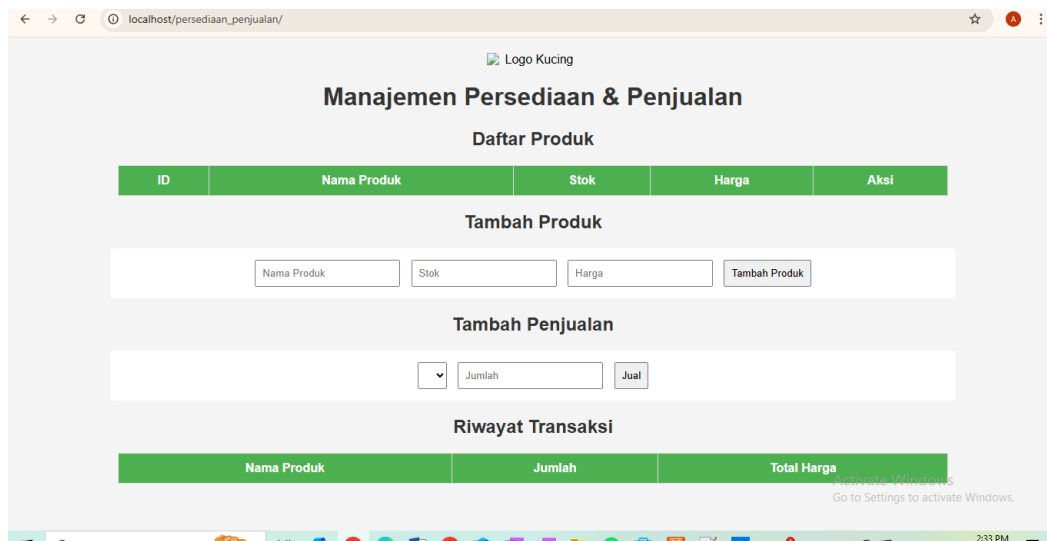 localhost/persediaan_penjualan/
A
Logo Kucing
Manajemen Persediaan & Penjualan
Daftar Produk
ID Nama Produk Stok Harga Aksi
Tambah Produk
Nama Produk Stok Harga Tambah Produk
Tambah Penjualan
Jumlah Jual
Riwayat Transaksi
Nama Produk Jumlah Total Harga
Activate Windows
Go to Settings to activate Windows.
2:33 PM